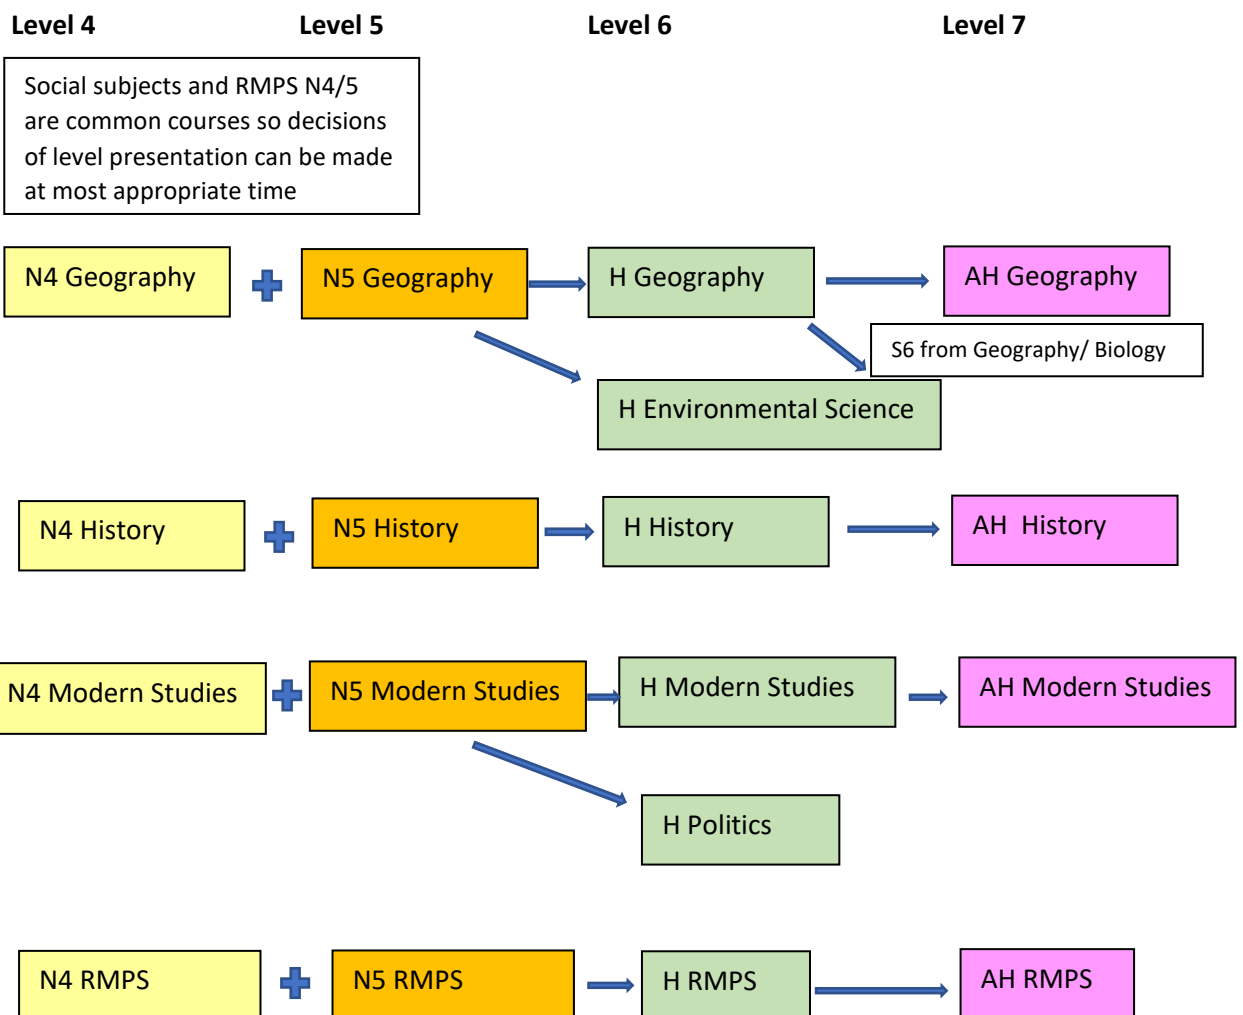 Level 4 Level 5 Level 6 Level 7
Social subjects and RMPS N4/5
are common courses so decisions
of level presentation can be made
at most appropriate time
N4 Geography N5 Geography H Geography AH Geography
S6 from Geography/ Biology
H Environmental Science
N4 History N5 History H History AH History
N4 Modern Studies N5 Modern Studies H Modern Studies AH Modern Studies
H Politics
N4 RMPS N5 RMPS H RMPS AH RMPS